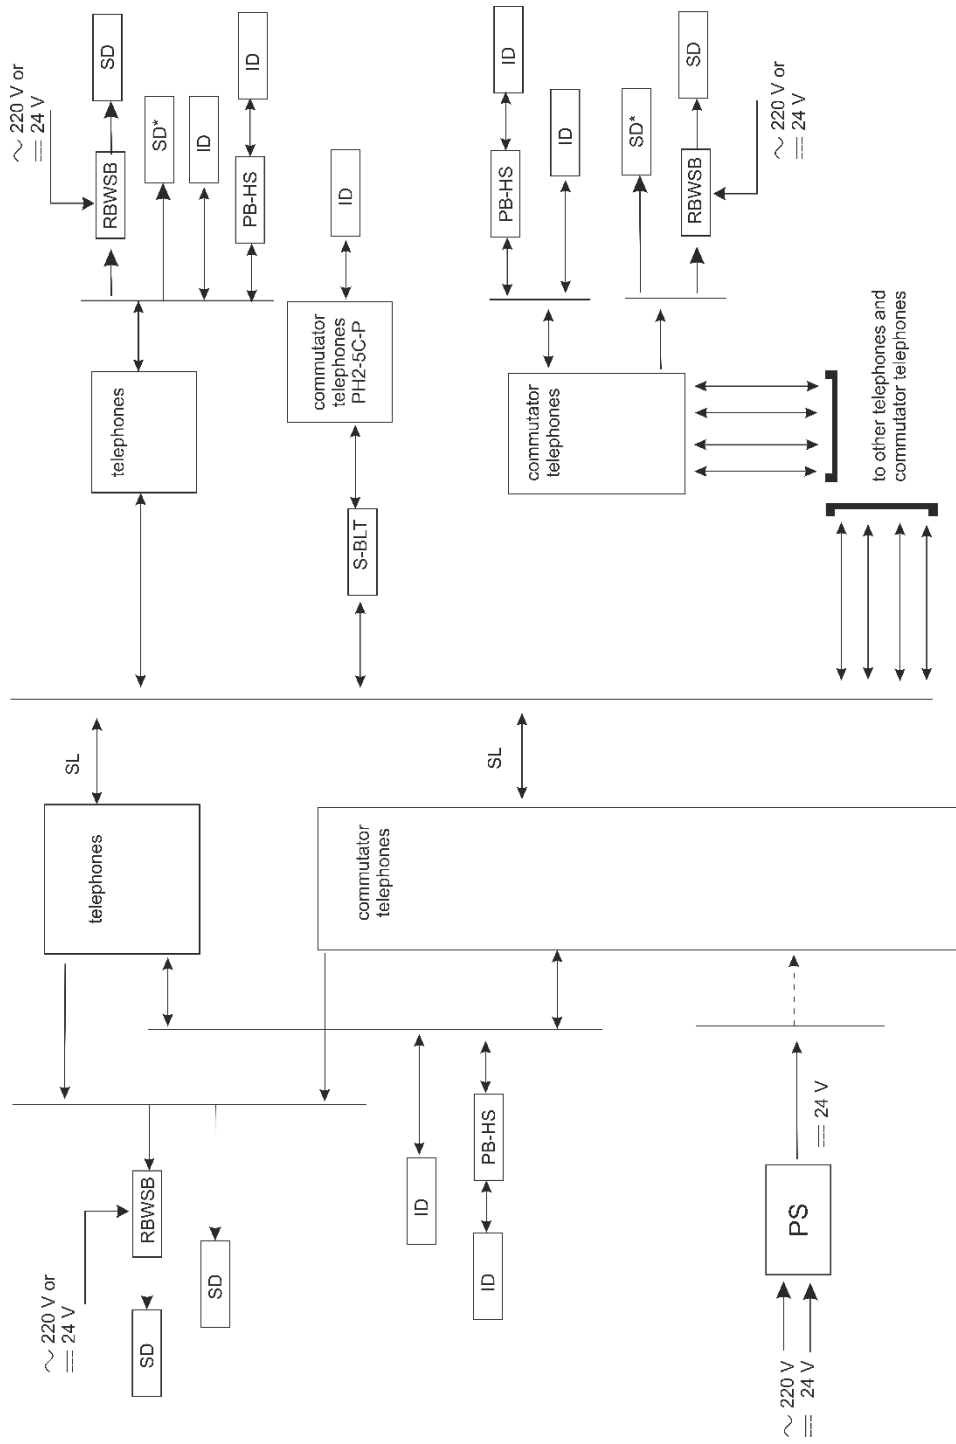 ∼ 220 V or
⎓ 24 V
SD
RBWSB
SD
ID
ID
PB-HS
∼ 220 V
⎓ 24 V
PS
⎓ 24 V
telephones
SL
commutator
telephones
SL
telephones
∼ 220 V or
⎓ 24 V
RBWSB
SD
SD*
ID
PB-HS
ID
S-BLT
commutator
telephones
PH2-5C-P
ID
commutator
telephones
PB-HS
ID
ID
SD*
RBWSB
SD
∼ 220 V or
⎓ 24 V
to other telephones and
commutator telephones